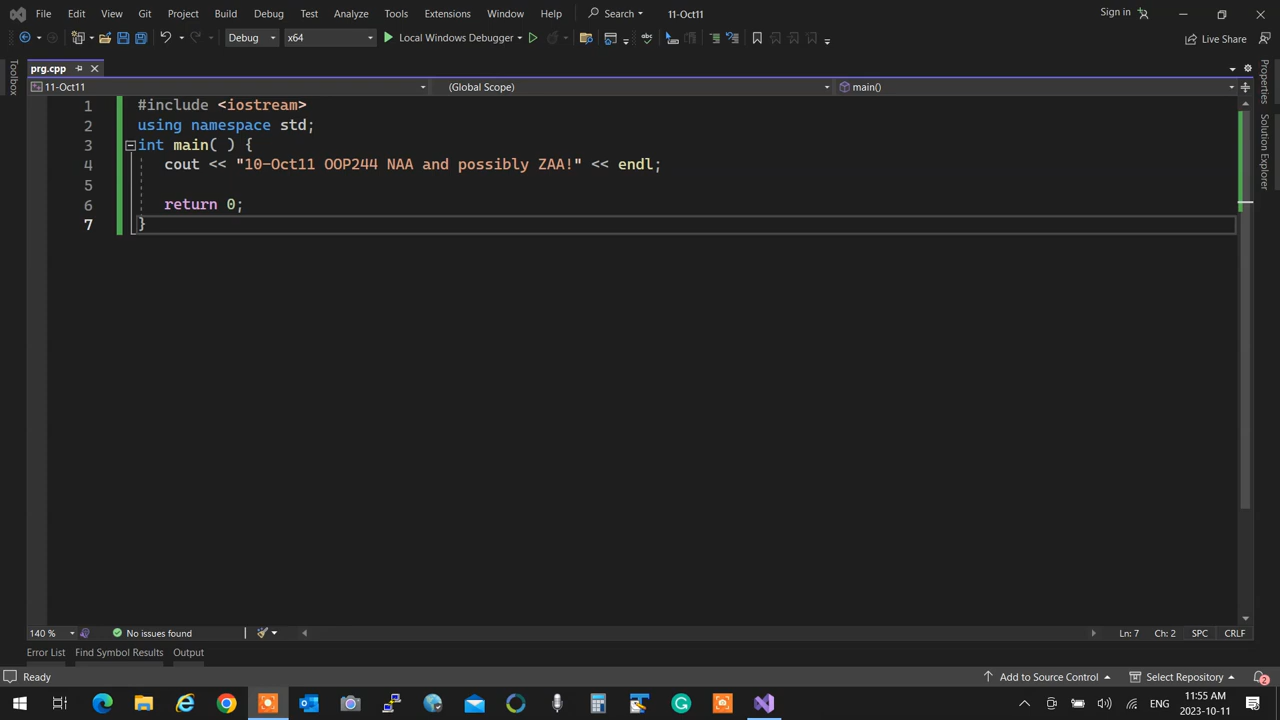 File Edit View Git Project Build Debug Test Analyze Tools Extensions Window Help Search 11-Oct11 Sign in
Debug x64 Local Windows Debugger Live Share
Toolbox
prg.cpp
11-Oct11 (Global Scope) main()
1 #include <iostream>
2 using namespace std;
3 int main( ) {
4 cout << "10-Oct11 OOP244 NAA and possibly ZAA!" << endl;
5
6 return 0;
7 }
Properties
Solution Explorer
140 % No issues found Ln: 7 Ch: 2 SPC CRLF
Error List Find Symbol Results Output
Ready Add to Source Control Select Repository 2
ENG 11:55 AM
2023-10-11 2